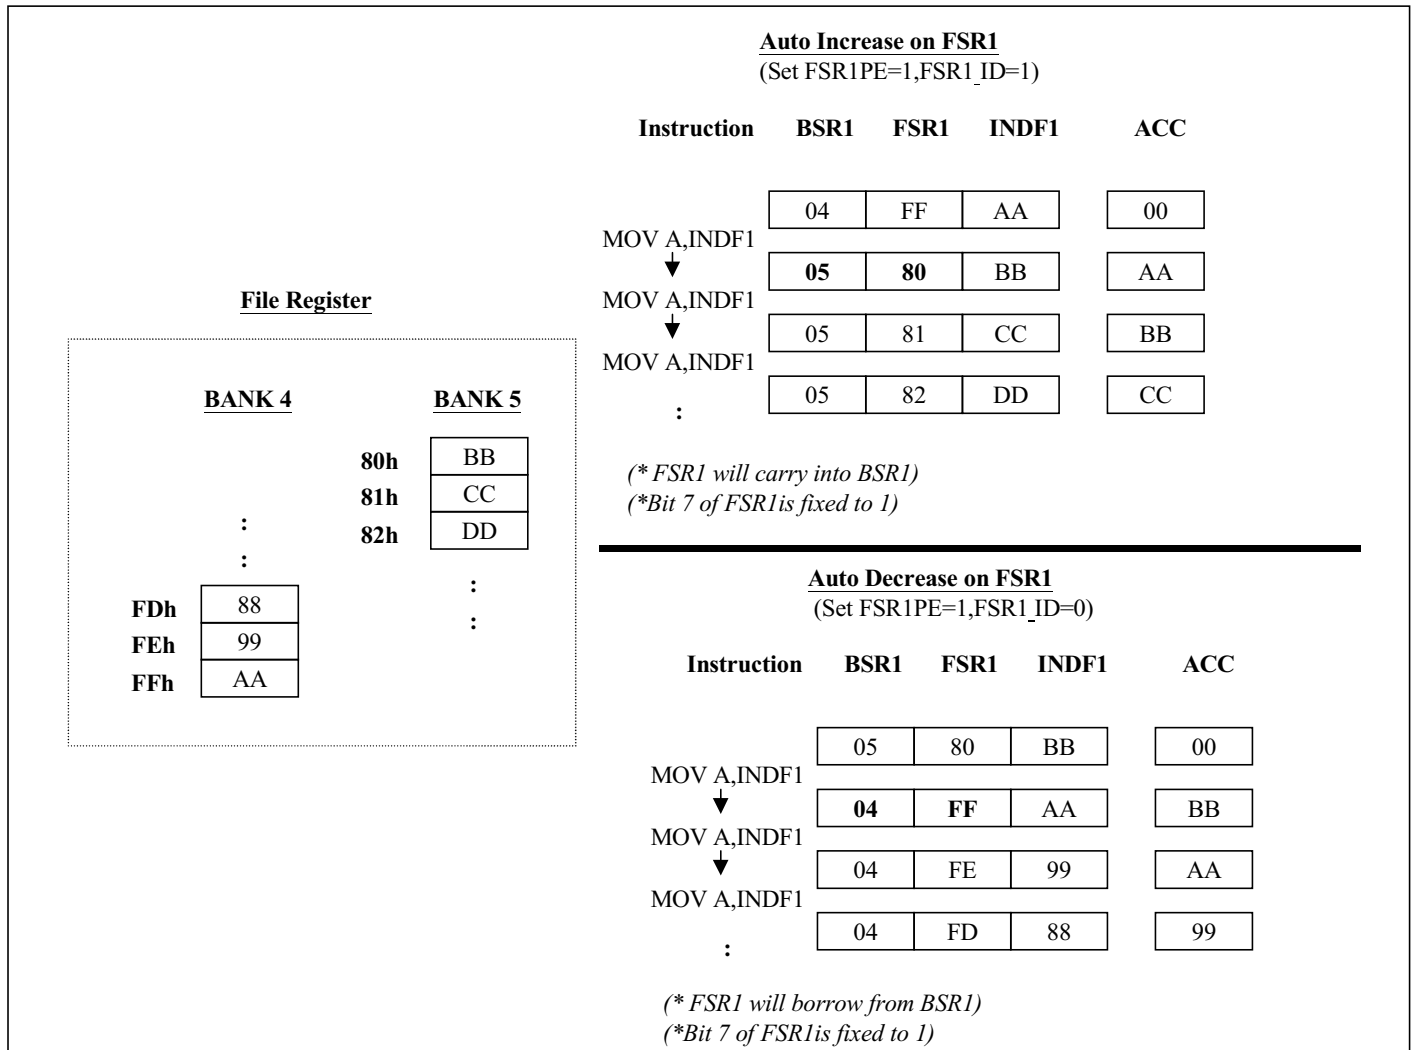 File Register
BANK 4
BANK 5
80h BB
81h CC
82h DD
:
:
:
:
FDh 88
FEh 99
FFh AA
Auto Increase on FSR1
(Set FSR1PE=1,FSR1_ID=1)
Instruction BSR1 FSR1 INDF1 ACC
04 FF AA 00
MOV A,INDF1
05 80 BB AA
MOV A,INDF1
05 81 CC BB
MOV A,INDF1
05 82 DD CC
:
(* FSR1 will carry into BSR1)
(*Bit 7 of FSR1is fixed to 1)
Auto Decrease on FSR1
(Set FSR1PE=1,FSR1_ID=0)
Instruction BSR1 FSR1 INDF1 ACC
05 80 BB 00
MOV A,INDF1
04 FF AA BB
MOV A,INDF1
04 FE 99 AA
MOV A,INDF1
04 FD 88 99
:
(* FSR1 will borrow from BSR1)
(*Bit 7 of FSR1is fixed to 1)